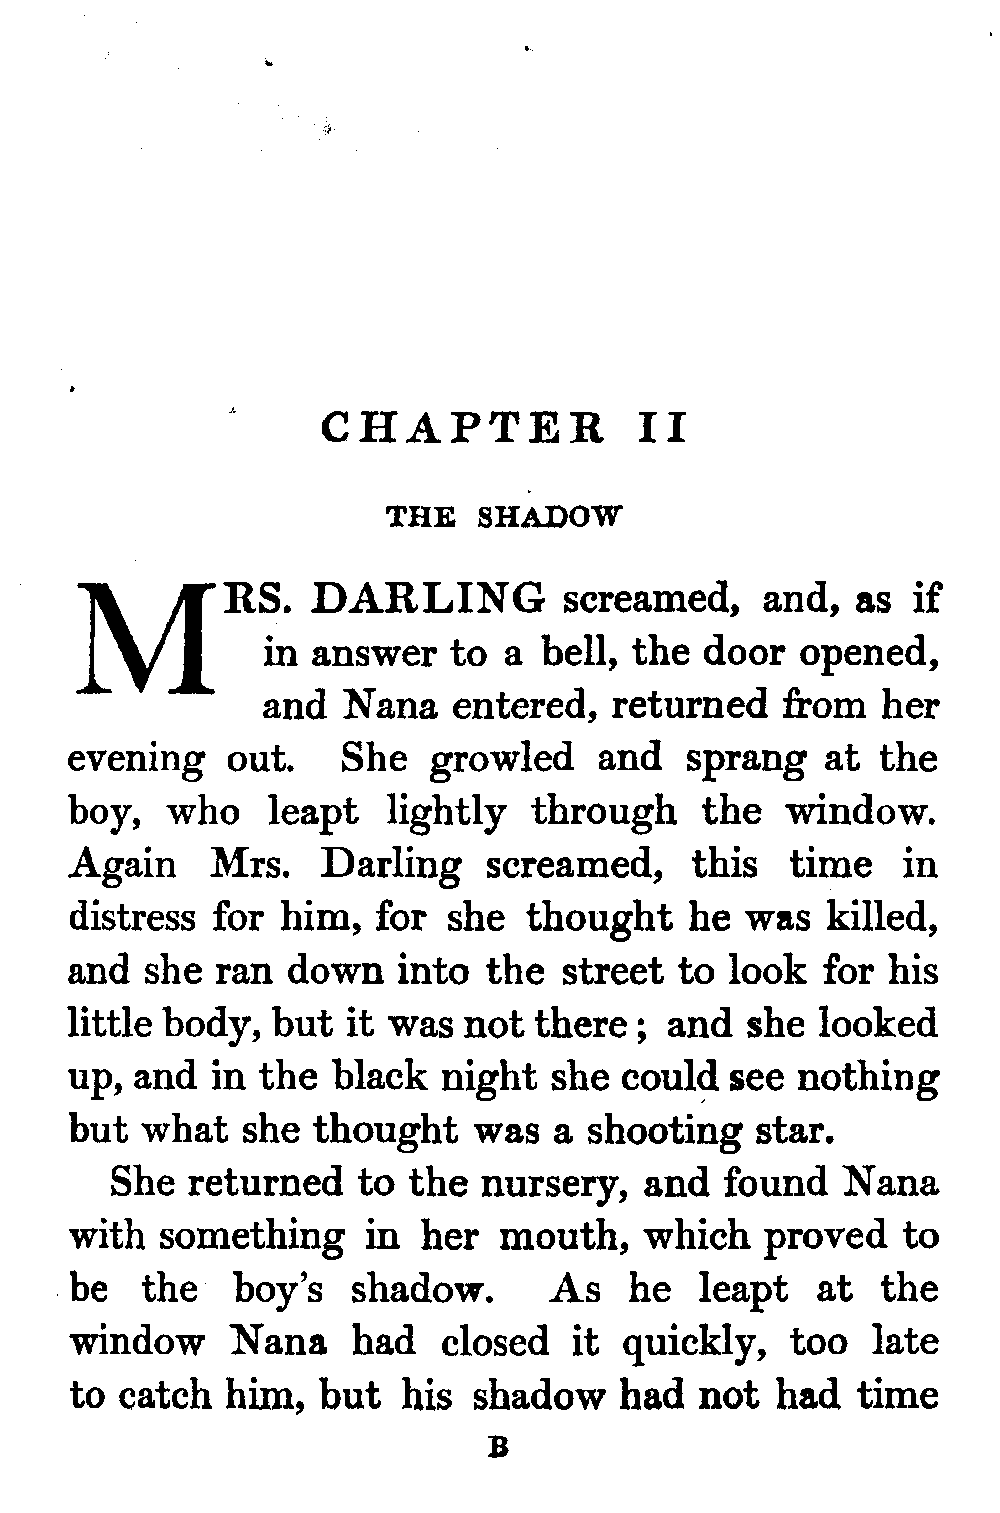 CHAPTER II
THE SHADOW
MRS. DARLING screamed, and, as if
in answer to a bell, the door opened,
and Nana entered, returned from her
evening out. She growled and sprang at the
boy, who leapt lightly through the window.
Again Mrs. Darling screamed, this time in
distress for him, for she thought he was killed,
and she ran down into the street to look for his
little body, but it was not there; and she looked
up, and in the black night she could see nothing
but what she thought was a shooting star.
She returned to the nursery, and found Nana
with something in her mouth, which proved to
be the boy's shadow. As he leapt at the
window Nana had closed it quickly, too late
to catch him, but his shadow had not had time
B